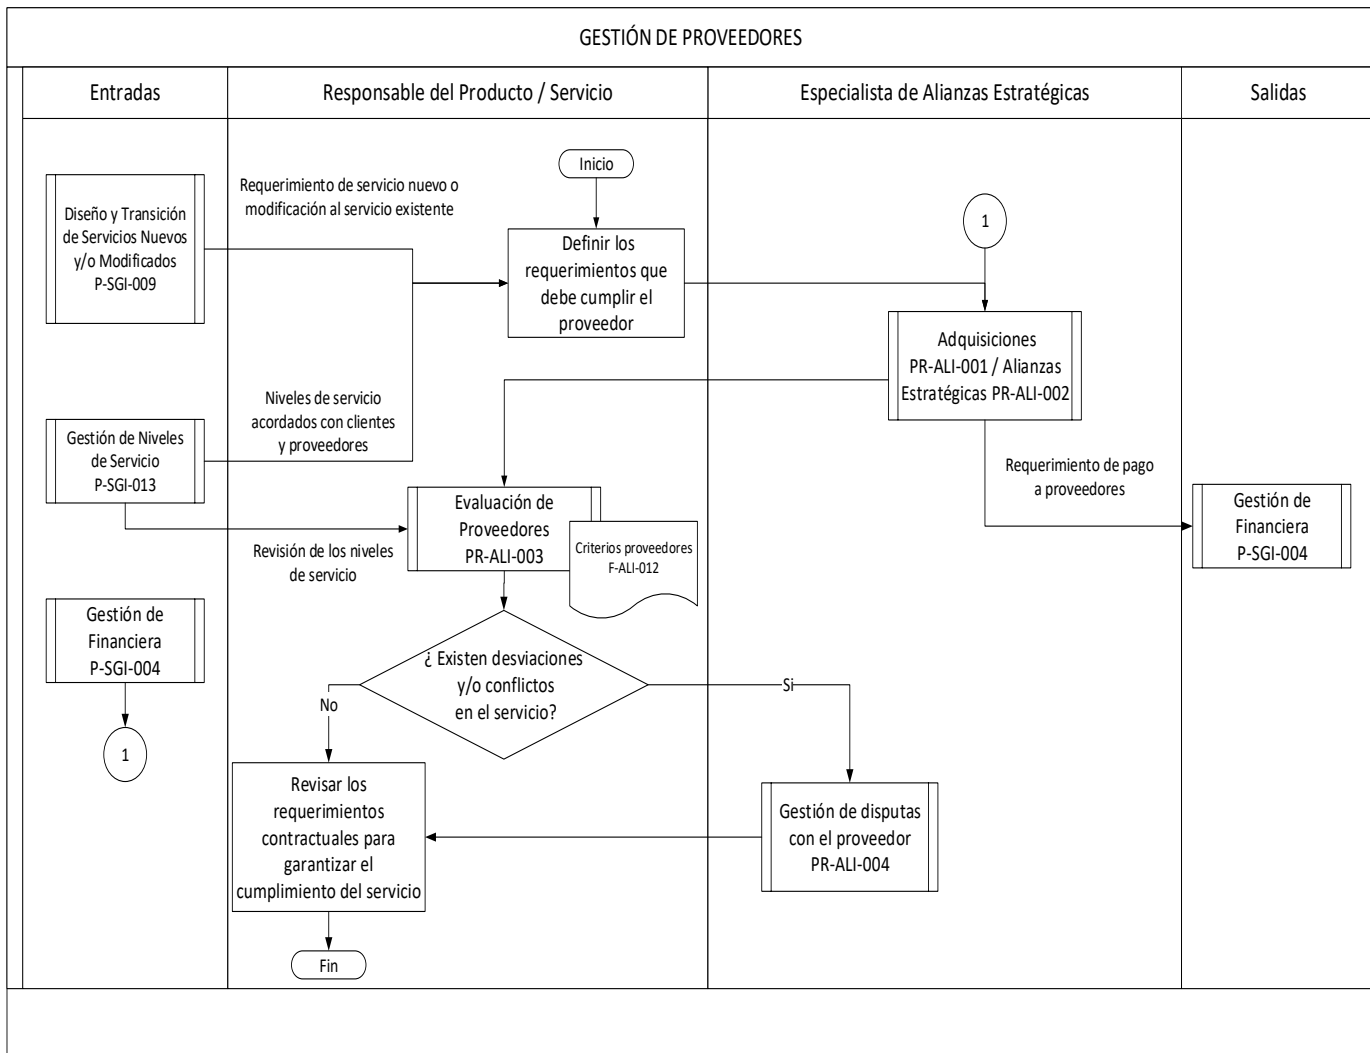 GESTIÓN DE PROVEEDORES
Entradas
Responsable del Producto / Servicio
Especialista de Alianzas Estratégicas
Salidas
Diseño y Transición
de Servicios Nuevos
y/o Modificados
P-SGI-009
Requerimiento de servicio nuevo o
modificación al servicio existente
Inicio
Definir los
requerimientos que
debe cumplir el
proveedor
1
Adquisiciones
PR-ALI-001 / Alianzas
Estratégicas PR-ALI-002
Niveles de servicio
acordados con clientes
y proveedores
Gestión de Niveles
de Servicio
P-SGI-013
Revisión de los niveles
de servicio
Evaluación de
Proveedores
PR-ALI-003
Criterios proveedores
F-ALI-012
Requerimiento de pago
a proveedores
Gestión de
Financiera
P-SGI-004
Gestión de
Financiera
P-SGI-004
1
¿ Existen desviaciones
y/o conflictos
en el servicio?
No
Si
Revisar los
requerimientos
contractuales para
garantizar el
cumplimiento del servicio
Gestión de disputas
con el proveedor
PR-ALI-004
Fin